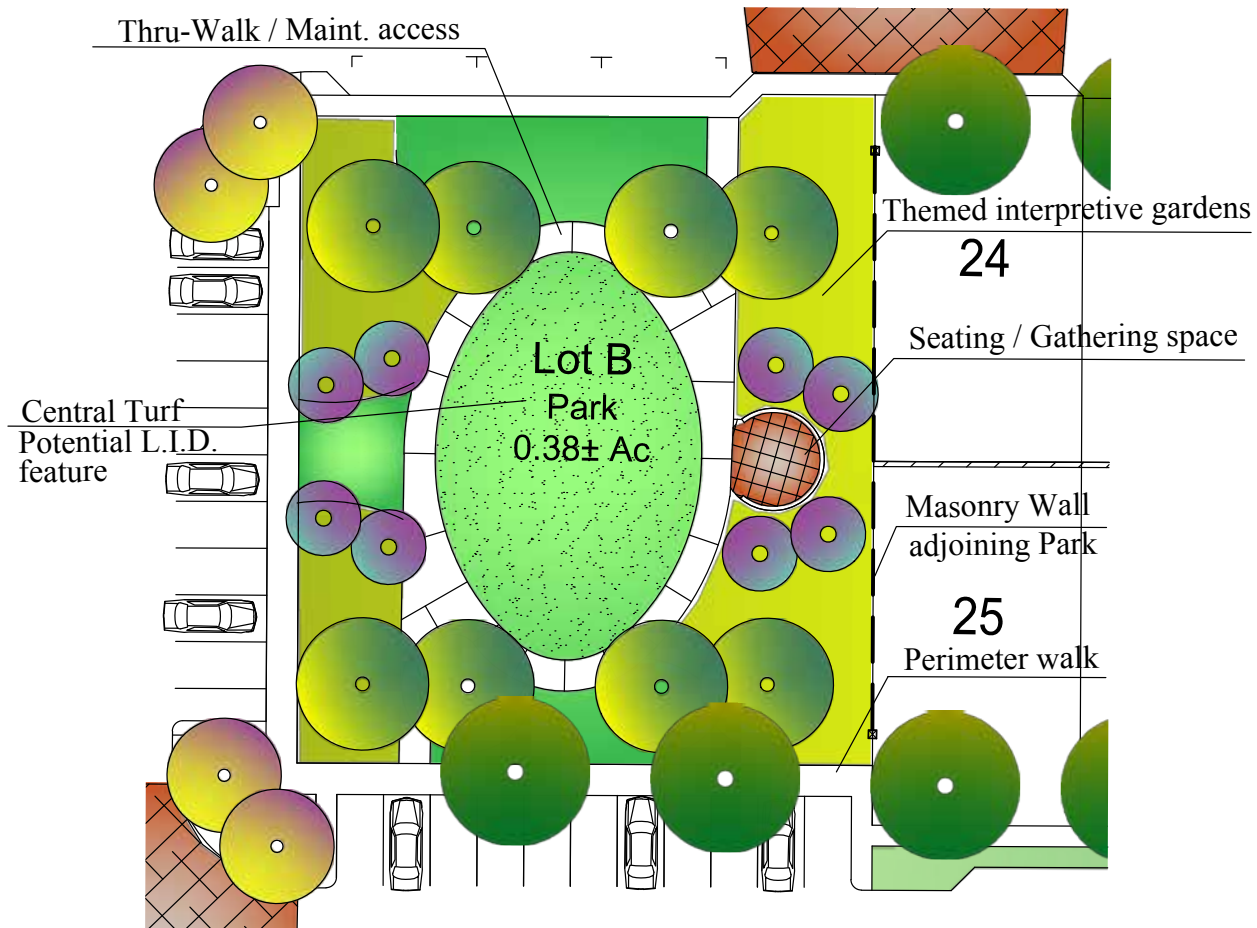 Thru-Walk / Maint. access
Themed interpretive gardens
24
Seating / Gathering space
Lot B
Park
0.38± Ac
Central Turf
Potential L.I.D.
feature
Masonry Wall
adjoining Park
25
Perimeter walk